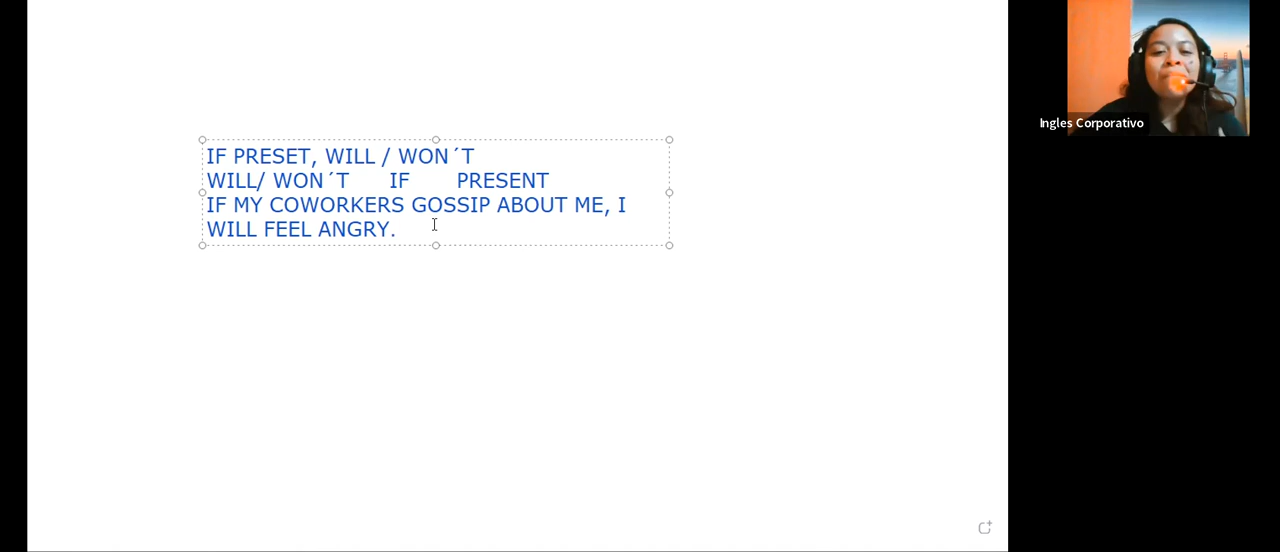 IF PRESET, WILL / WON´T
WILL/ WON´T IF PRESENT
IF MY COWORKERS GOSSIP ABOUT ME, I
WILL FEEL ANGRY.
Ingles Corporativo